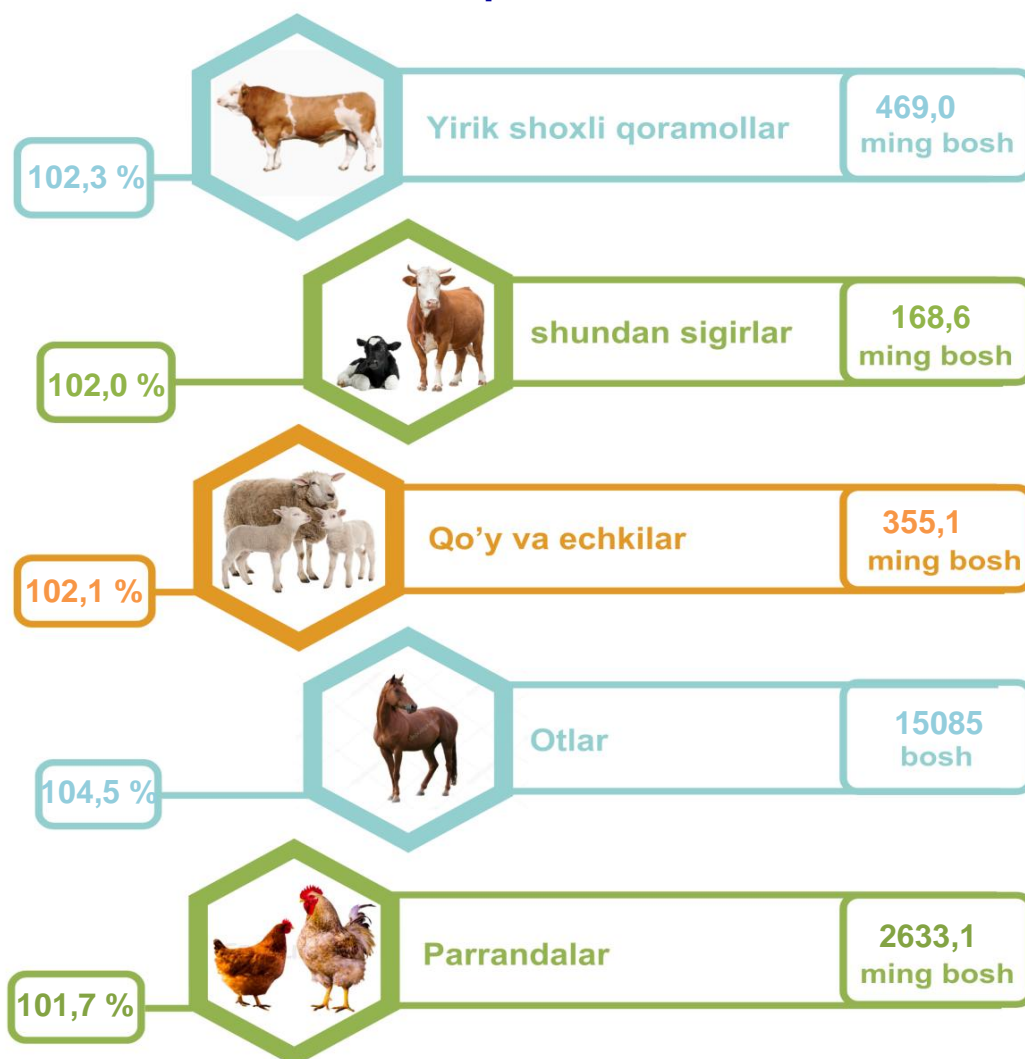 Yirik shoxli qoramollar
469,0
ming bosh
102,3 %
shundan sigirlar
168,6
ming bosh
102,0 %
Qo’y va echkilar
355,1
ming bosh
102,1 %
Otlar
15085
bosh
104,5 %
Parrandalar
2633,1
ming bosh
101,7 %